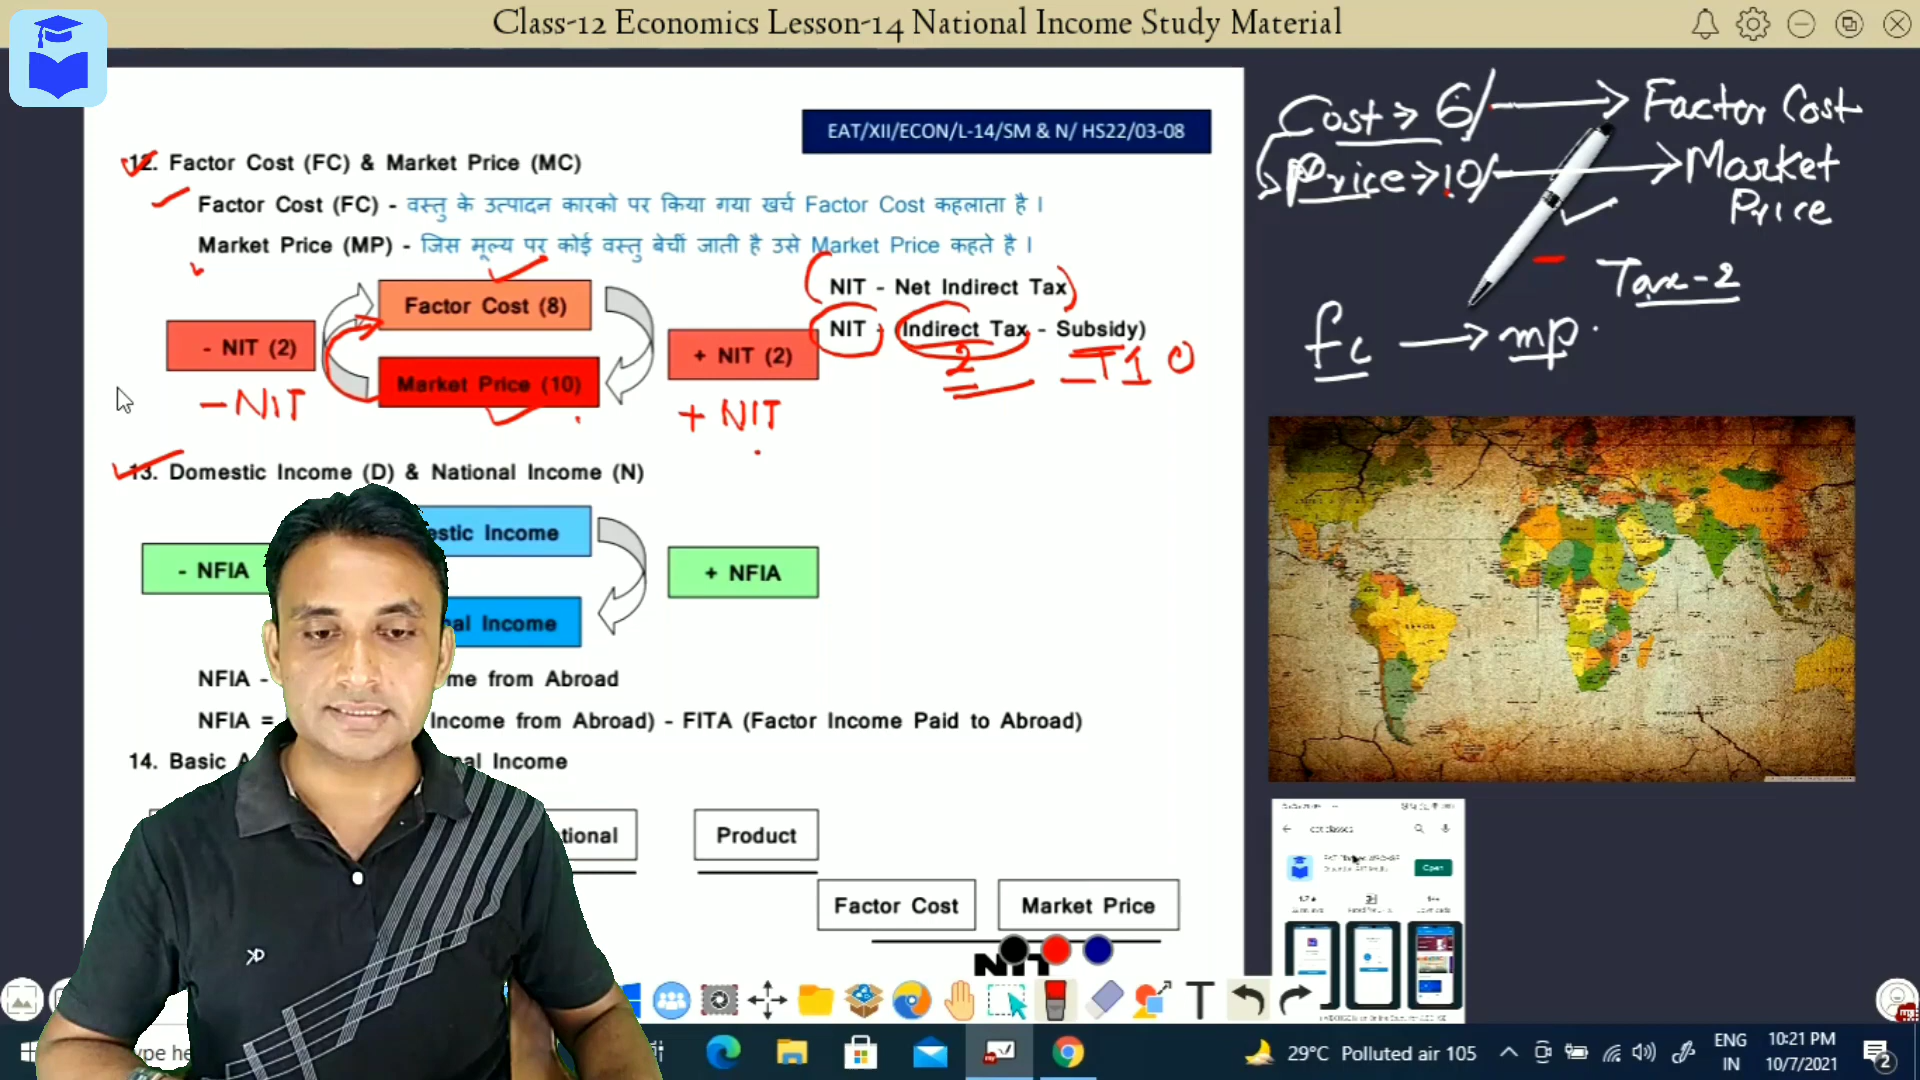 Class-12 Economics Lesson-14 National Income Study Material
EAT/XII/ECON/L-14/SM & N/ HS22/03-08
12. Factor Cost (FC) & Market Price (MC)
Factor Cost (FC) - वस्तु के उत्पादन कारको पर किया गया खर्च Factor Cost कहलाता है ।
Market Price (MP) - जिस मूल्य पर कोई वस्तु बेचीं जाती है उसे Market Price कहते है ।
Factor Cost (8)
- NIT (2)
Market Price (10)
+ NIT (2)
- NIT
+ NIT
NIT - Net Indirect Tax
NIT - (Indirect Tax - Subsidy)
2
13. Domestic Income (D) & National Income (N)
estic Income
- NFIA
+ NFIA
nal Income
NFIA -
me from Abroad
NFIA =
Income from Abroad) - FITA (Factor Income Paid to Abroad)
14. Basic A
al Income
tional
Product
Factor Cost
Market Price
NIT
Cost → 6/- → Factor Cost
Price → 10/- → Market Price
Tax-2
fc → mp.
Open
29°C Polluted air 105
ENG
IN
10:21 PM
10/7/2021
2